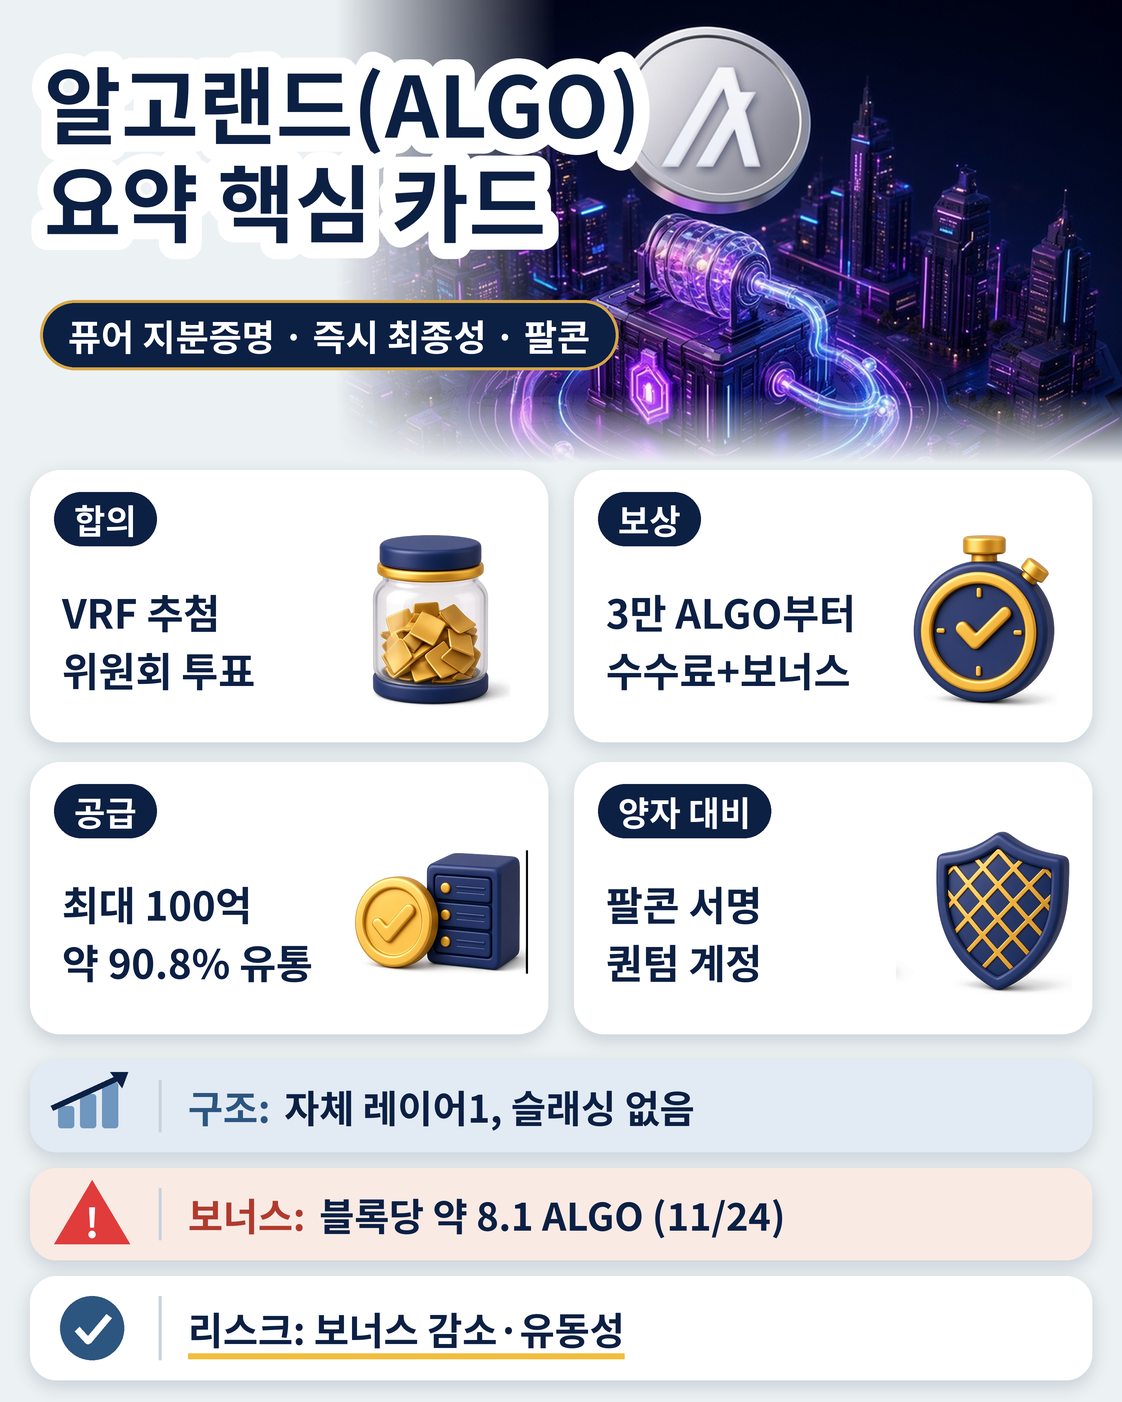 알고랜드(ALGO)
요약 핵심 카드
퓨어 지분증명 · 즉시 최종성 · 팔콘
합의
VRF 추첨
위원회 투표
보상
3만 ALGO부터
수수료+보너스
공급
최대 100억
약 90.8% 유통
양자 대비
팔콘 서명
퀀텀 계정
구조: 자체 레이어1, 슬래싱 없음
보너스: 블록당 약 8.1 ALGO (11/24)
리스크: 보너스 감소·유동성